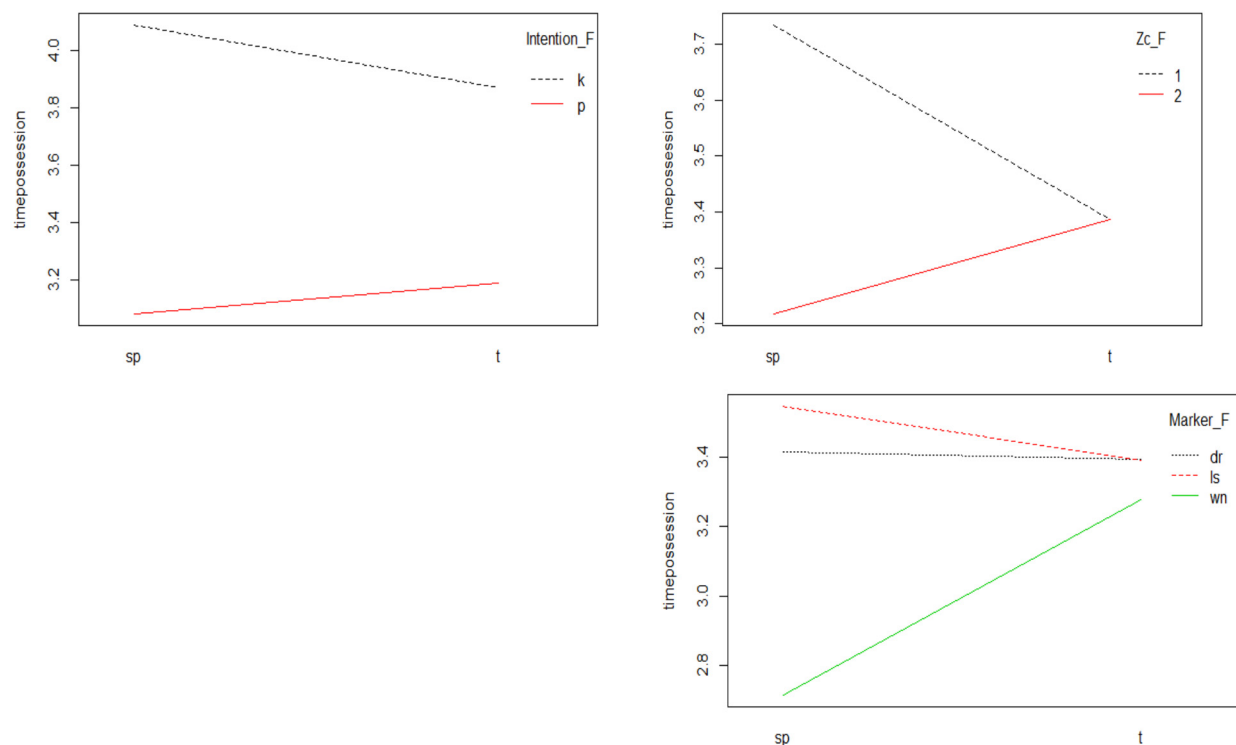 Intention_F
k
p
timepossession
4.0
3.8
3.6
3.4
3.2
sp
t
Zc_F
1
2
timepossession
3.7
3.6
3.5
3.4
3.3
3.2
sp
t
Marker_F
dr
ls
wn
timepossession
3.4
3.2
3.0
2.8
sp
t